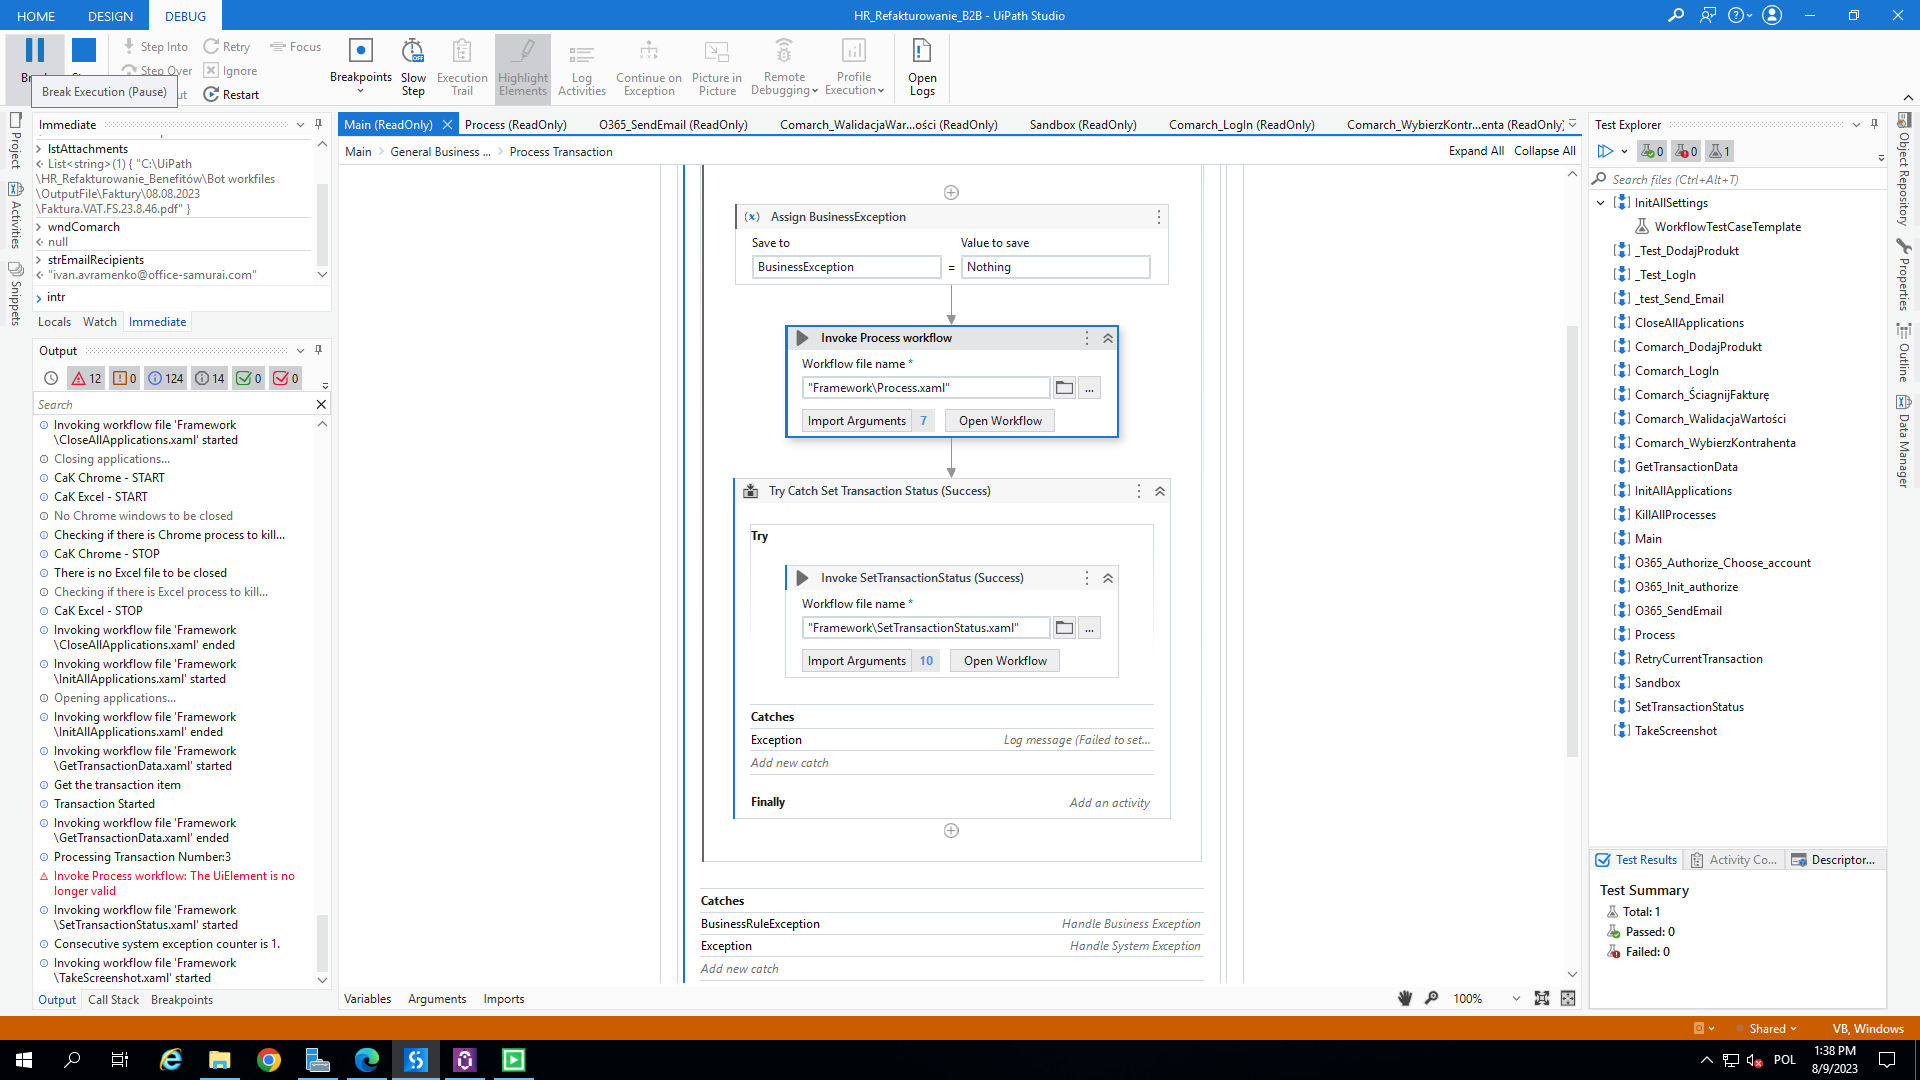 HOME DESIGN DEBUG
HR_Refakturowanie_B2B - UiPath Studio
Step Into Retry Focus
Step Over Ignore
Restart
Break Execution (Pause)
Breakpoints
Slow Step
Execution Trail
Highlight Elements
Log Activities
Continue on Exception
Picture in Picture
Remote Debugging
Profile Execution
Open Logs
Project
Activities
Snippets
Immediate
lstAttachments
List<string>(1) { "C:\UiPath
\HR_Refakturowanie_Benefitów\Bot workfiles
\OutputFile\Faktury\08.08.2023
\Faktura.VAT.FS.23.8.46.pdf" }
wndComarch
null
strEmailRecipients
"ivan.avramenko@office-samurai.com"
intr
Locals Watch Immediate
Output
12 0 124 14 0 0
Search
Invoking workflow file 'Framework
\CloseAllApplications.xaml' started
Closing applications...
CaK Chrome - START
CaK Excel - START
No Chrome windows to be closed
Checking if there is Chrome process to kill...
CaK Chrome - STOP
There is no Excel file to be closed
Checking if there is Excel process to kill...
CaK Excel - STOP
Invoking workflow file 'Framework
\CloseAllApplications.xaml' ended
Invoking workflow file 'Framework
\InitAllApplications.xaml' started
Opening applications...
Invoking workflow file 'Framework
\InitAllApplications.xaml' ended
Invoking workflow file 'Framework
\GetTransactionData.xaml' started
Get the transaction item
Transaction Started
Invoking workflow file 'Framework
\GetTransactionData.xaml' ended
Processing Transaction Number:3
Invoke Process workflow: The UiElement is no
longer valid
Invoking workflow file 'Framework
\SetTransactionStatus.xaml' started
Consecutive system exception counter is 1.
Invoking workflow file 'Framework
\TakeScreenshot.xaml' started
Output Call Stack Breakpoints
Main (ReadOnly) Process (ReadOnly) O365_SendEmail (ReadOnly) Comarch_WalidacjaWar...ości (ReadOnly) Sandbox (ReadOnly) Comarch_LogIn (ReadOnly) Comarch_WybierzKontr...enta (ReadOnly)
Main General Business ... Process Transaction
Expand All Collapse All
Assign BusinessException
Save to Value to save
BusinessException = Nothing
Invoke Process workflow
Workflow file name *
"Framework\Process.xaml"
...
Import Arguments 7 Open Workflow
Try Catch Set Transaction Status (Success)
Try
Invoke SetTransactionStatus (Success)
Workflow file name *
"Framework\SetTransactionStatus.xaml"
...
Import Arguments 10 Open Workflow
Catches
Exception Log message (Failed to set...
Add new catch
Finally Add an activity
Catches
BusinessRuleException Handle Business Exception
Exception Handle System Exception
Add new catch
Variables Arguments Imports
100%
Test Explorer
0 0 1
Search files (Ctrl+Alt+T)
InitAllSettings
WorkflowTestCaseTemplate
_Test_DodajProdukt
_Test_LogIn
_test_Send_Email
CloseAllApplications
Comarch_DodajProdukt
Comarch_LogIn
Comarch_ŚciagnijFakturę
Comarch_WalidacjaWartości
Comarch_WybierzKontrahenta
GetTransactionData
InitAllApplications
KillAllProcesses
Main
O365_Authorize_Choose_account
O365_Init_authorize
O365_SendEmail
Process
RetryCurrentTransaction
Sandbox
SetTransactionStatus
TakeScreenshot
Test Results Activity Co... Descriptor...
Test Summary
Total: 1
Passed: 0
Failed: 0
Object Repository
Properties
Outline
Data Manager
Shared VB, Windows
POL
1:38 PM
8/9/2023